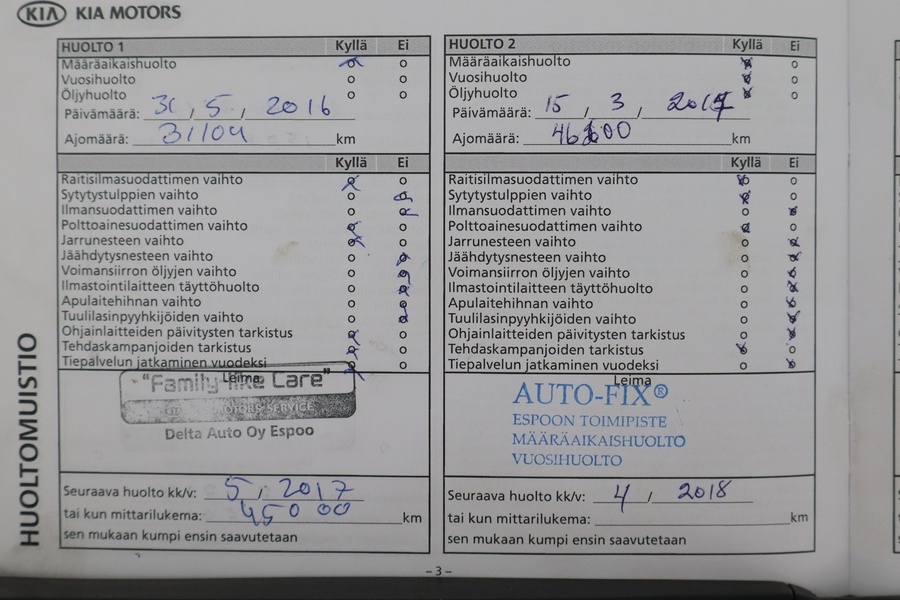 KIA KIA MOTORS
HUOLTOMUISTIO
HUOLTO 1 Kyllä Ei
Määräaikaishuolto
Vuosihuolto
Öljyhuolto
Päivämäärä: 31 / 5 / 2016
Ajomäärä: 31104 km
Kyllä Ei
Raitisilmasuodattimen vaihto
Sytytystulppien vaihto
Ilmansuodattimen vaihto
Polttoainesuodattimen vaihto
Jarrunesteen vaihto
Jäähdytysnesteen vaihto
Voimansiirron öljyjen vaihto
Ilmastointilaitteen täyttöhuolto
Apulaitehihnan vaihto
Tuulilasinpyyhkijöiden vaihto
Ohjainlaitteiden päivitysten tarkistus
Tehdaskampanjoiden tarkistus
Tiepalvelun jatkaminen vuodeksi
Leima
"Family-like Care"
KIA MOTORS SERVICE
Delta Auto Oy Espoo
Seuraava huolto kk/v: 5 / 2017
tai kun mittarilukema: 45000 km
sen mukaan kumpi ensin saavutetaan
HUOLTO 2 Kyllä Ei
Määräaikaishuolto
Vuosihuolto
Öljyhuolto
Päivämäärä: 15 / 3 / 2017
Ajomäärä: km
Kyllä Ei
Raitisilmasuodattimen vaihto
Sytytystulppien vaihto
Ilmansuodattimen vaihto
Polttoainesuodattimen vaihto
Jarrunesteen vaihto
Jäähdytysnesteen vaihto
Voimansiirron öljyjen vaihto
Ilmastointilaitteen täyttöhuolto
Apulaitehihnan vaihto
Tuulilasinpyyhkijöiden vaihto
Ohjainlaitteiden päivitysten tarkistus
Tehdaskampanjoiden tarkistus
Tiepalvelun jatkaminen vuodeksi
Leima
AUTO-FIX®
ESPOON TOIMIPISTE
MÄÄRÄAIKAISHUOLTO
VUOSIHUOLTO
Seuraava huolto kk/v: 4 / 2018
tai kun mittarilukema: km
sen mukaan kumpi ensin saavutetaan
- 3 -